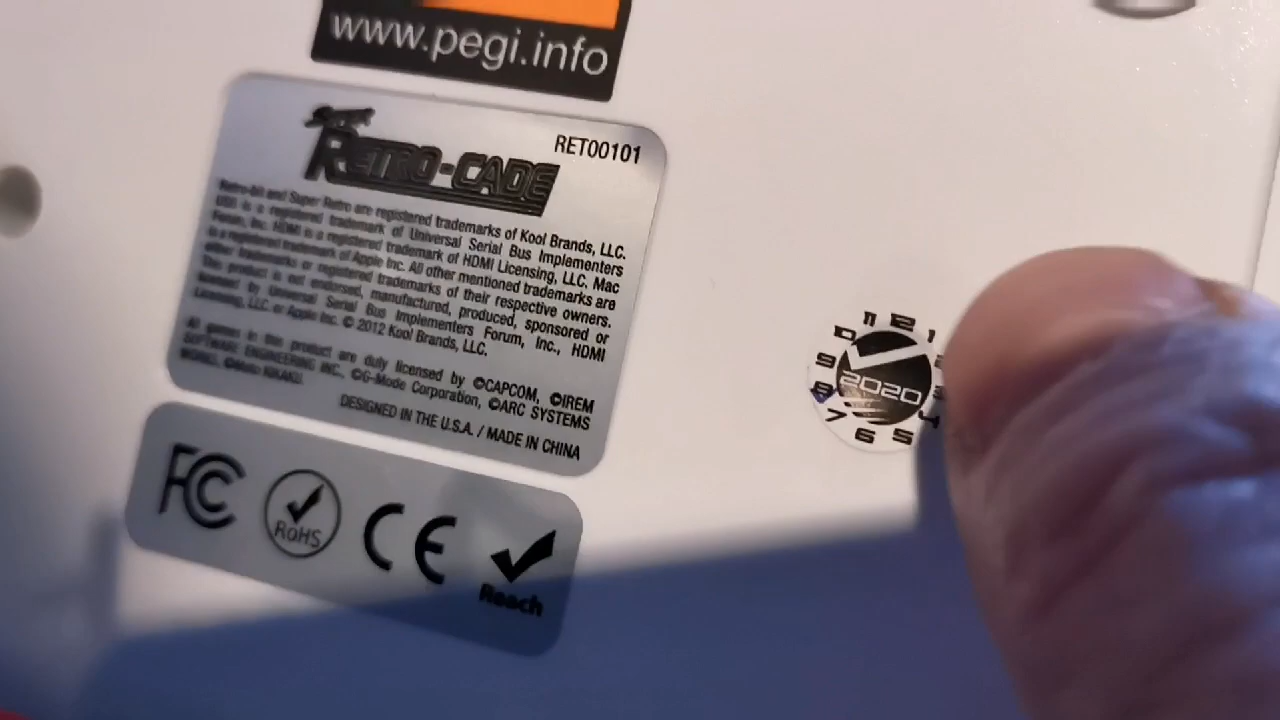 www.pegi.info
RET00101
Super
RETRO-CADE
Retro-bit and Super Retro are registered trademarks of Kool Brands, LLC.
USB is a registered trademark of Universal Serial Bus Implementers
Forum, Inc. HDMI is a registered trademark of HDMI Licensing, LLC. Mac
is a registered trademark of Apple Inc. All other mentioned trademarks are
either trademarks or registered trademarks of their respective owners.
This product is not endorsed, manufactured, produced, sponsored or
licensed by Universal Serial Bus Implementers Forum, Inc., HDMI
Licensing, LLC. or Apple Inc. © 2012 Kool Brands, LLC.
All games in this product are duly licensed by ©CAPCOM, ©IREM
SOFTWARE ENGINEERING INC., ©G-Mode Corporation, ©ARC SYSTEMS
WORKS, ©Moto KIKAKU.
DESIGNED IN THE U.S.A. / MADE IN CHINA
FC RoHS CE Reach
11 12 1
9
2020
7 6 5 4